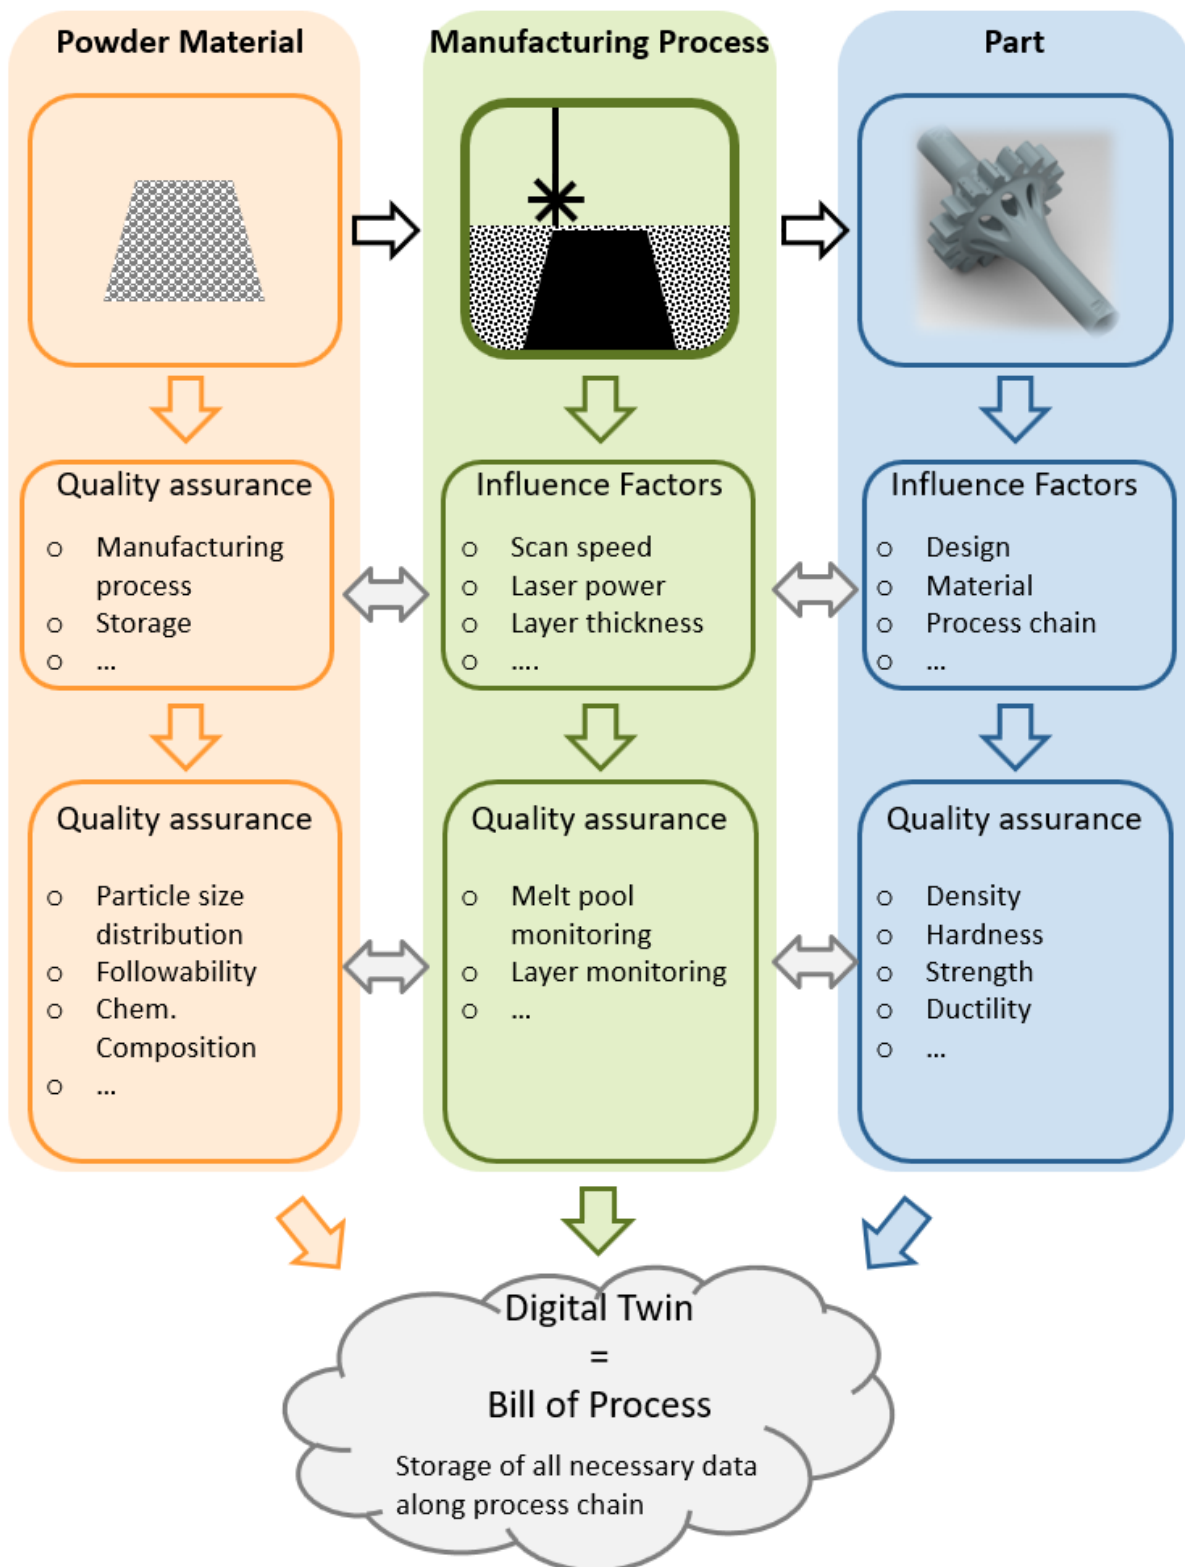 Powder Material
Manufacturing Process
Part
Quality assurance
o Manufacturing
process
o Storage
o ...
Influence Factors
o Scan speed
o Laser power
o Layer thickness
o ....
Influence Factors
o Design
o Material
o Process chain
o ...
Quality assurance
o Particle size
distribution
o Followability
o Chem.
Composition
o ...
Quality assurance
o Melt pool
monitoring
o Layer monitoring
o ...
Quality assurance
o Density
o Hardness
o Strength
o Ductility
o ...
Digital Twin
=
Bill of Process
Storage of all necessary data
along process chain